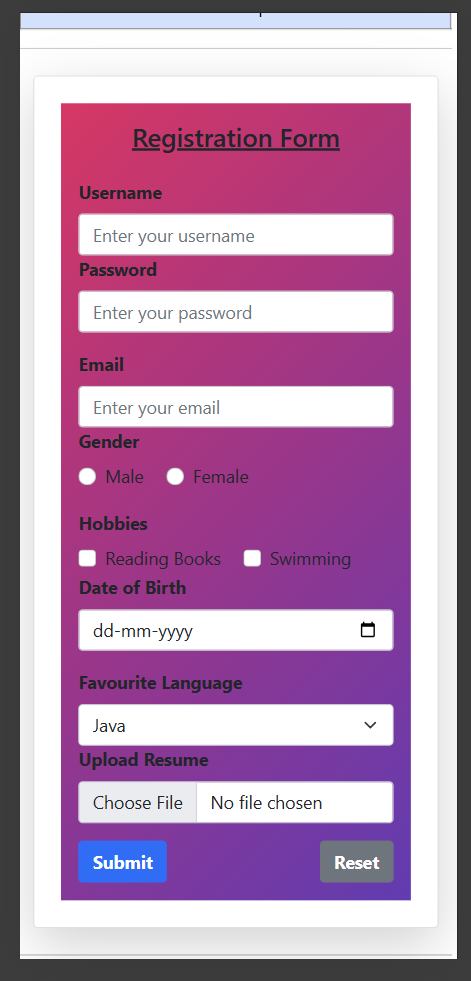 Registration Form
Username
Enter your username
Password
Enter your password
Email
Enter your email
Gender
Male Female
Hobbies
Reading Books Swimming
Date of Birth
dd-mm-yyyy
Favourite Language
Java
Upload Resume
Choose File No file chosen
Submit Reset